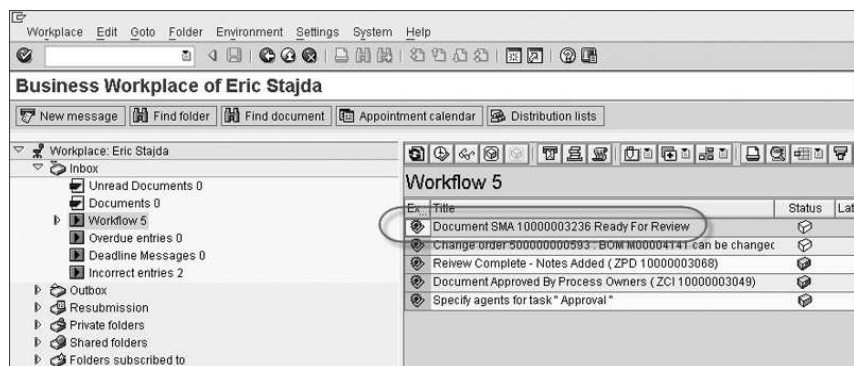 Workplace Edit Goto Folder Environment Settings System Help
Business Workplace of Eric Stajda
New message Find folder Find document Appointment calendar Distribution lists
Workplace: Eric Stajda
Inbox
Unread Documents 0
Documents 0
Workflow 5
Overdue entries 0
Deadline Messages 0
Incorrect entries 2
Outbox
Resubmission
Private folders
Shared folders
Folders subscribed to
Workflow 5
Ex... Title Status Lat
Document SMA 10000003236 Ready For Review
Change order 500000000593 : BOM M00004141 can be changec
Reivew Complete - Notes Added ( ZPD 10000003068)
Document Approved By Process Owners ( ZCI 10000003049)
Specify agents for task " Approval "